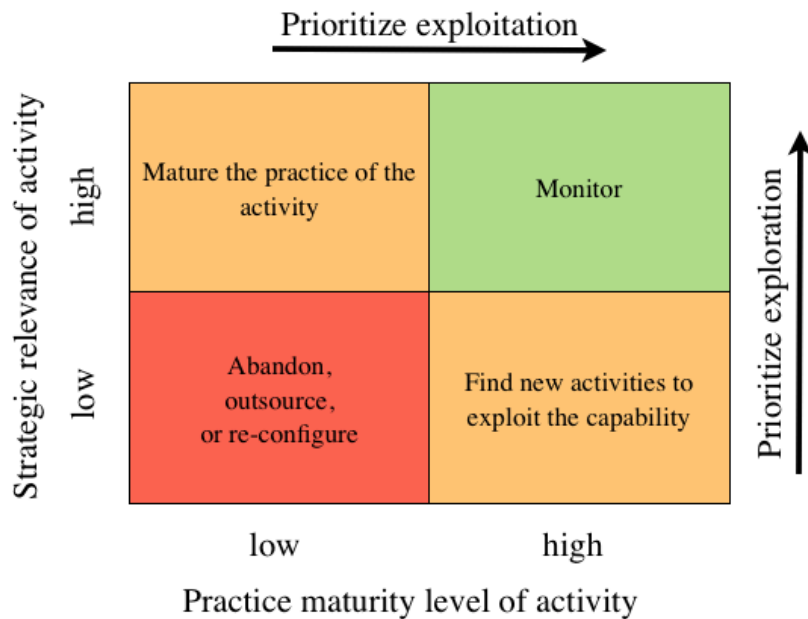 Prioritize exploitation
Strategic relevance of activity
high
low
Mature the practice of the
activity
Monitor
Abandon,
outsource,
or re-configure
Find new activities to
exploit the capability
Prioritize exploration
low
high
Practice maturity level of activity